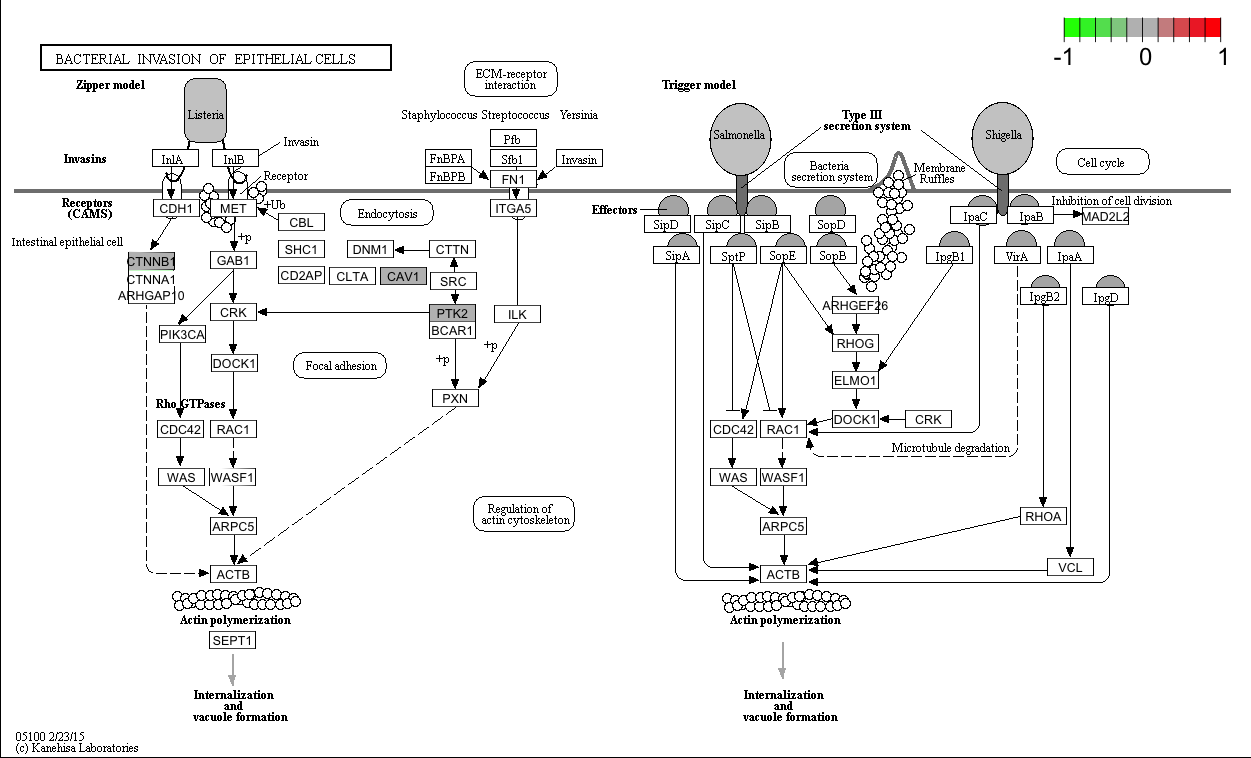 -1 0 1
BACTERIAL INVASION OF EPITHELIAL CELLS
Zipper model
Listeria
ECM-receptor
interaction
Staphylococcus Streptococcus Yersinia
Invasin
Pfb
Invasins
InlA
InlB
FnBPA
Sfb1
Invasin
FnBPB
FN1
Receptor
Receptors
(CAMS)
CDH1
MET
+Ub
CBL
Endocytosis
ITGA5
Intestinal epithelial cell
+p
SHC1
DNM1
CTTN
CTNNB1
GAB1
CTNNA1
CD2AP
CLTA
CAV1
SRC
ARHGAP10
CRK
PTK2
ILK
PIK3CA
BCAR1
DOCK1
Focal adhesion
+p
+p
PXN
Rho GTPases
CDC42
RAC1
WAS
WASF1
ARPC5
Regulation of
actin cytoskeleton
ACTB
Actin polymerization
SEPT1
Internalization
and
vacuole formation
Trigger model
Salmonella
Type III
secretion system
Shigella
Bacteria
secretion system
Membrane
Ruffles
Cell cycle
Effectors
SipD
SipC
SipB
SopD
IpaC
IpaB
Inhibition of cell division
MAD2L2
SipA
SptP
SopE
SopB
IpgB1
VirA
IpaA
IpgB2
IpgD
ARHGEF26
RHOG
ELMO1
DOCK1
CRK
CDC42
RAC1
Microtubule degradation
WAS
WASF1
ARPC5
RHOA
ACTB
VCL
Actin polymerization
Internalization
and
vacuole formation
05100 2/23/15
(c) Kanehisa Laboratories